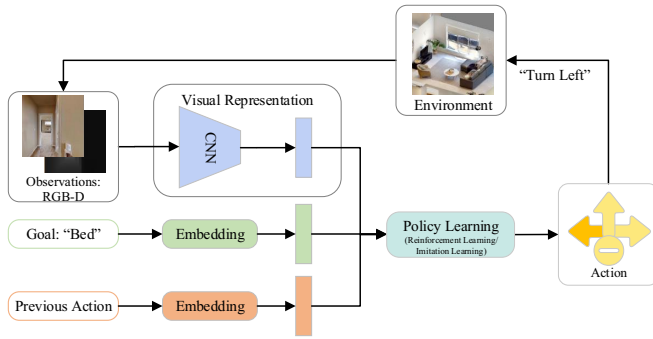 Visual Representation
CNN
Observations:
RGB-D
Environment
“Turn Left”
Goal: “Bed”
Embedding
Policy Learning
(Reinforcement Learning/
Imitation Learning)
Action
Previous Action
Embedding